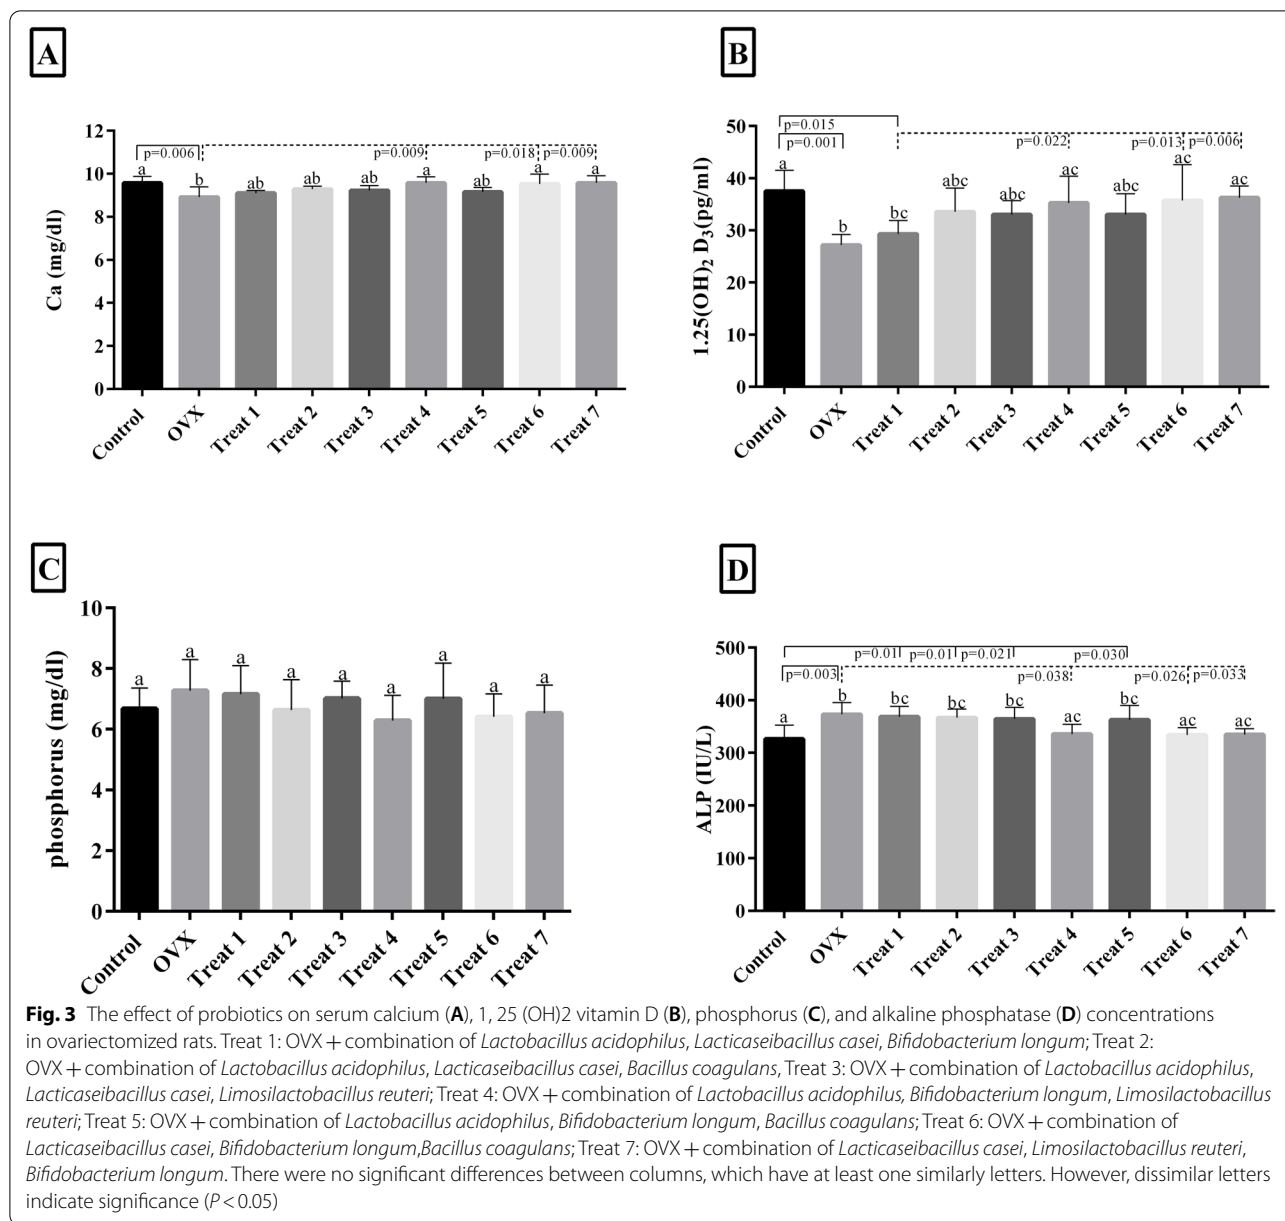 A
12
10
8
6
4
2
0
Ca (mg/dl)
p=0.006
p=0.009
p=0.018
p=0.009
a
b
ab
ab
ab
a
ab
a
a
Control
OVX
Treat 1
Treat 2
Treat 3
Treat 4
Treat 5
Treat 6
Treat 7
B
50
40
30
20
10
0
1.25(OH)2 D3(pg/ml)
p=0.015
p=0.001
p=0.022
p=0.013
p=0.006
a
b
bc
abc
abc
ac
abc
ac
ac
Control
OVX
Treat 1
Treat 2
Treat 3
Treat 4
Treat 5
Treat 6
Treat 7
C
10
8
6
4
2
0
phosphorus (mg/dl)
a
a
a
a
a
a
a
a
a
Control
OVX
Treat 1
Treat 2
Treat 3
Treat 4
Treat 5
Treat 6
Treat 7
D
500
400
300
200
100
0
ALP (IU/L)
p=0.01
p=0.01
p=0.021
p=0.030
p=0.003
p=0.038
p=0.026
p=0.033
a
b
bc
bc
bc
ac
bc
ac
ac
Control
OVX
Treat 1
Treat 2
Treat 3
Treat 4
Treat 5
Treat 6
Treat 7
Fig. 3 The effect of probiotics on serum calcium (A), 1, 25 (OH)2 vitamin D (B), phosphorus (C), and alkaline phosphatase (D) concentrations
in ovariectomized rats. Treat 1: OVX + combination of Lactobacillus acidophilus, Lacticaseibacillus casei, Bifidobacterium longum; Treat 2:
OVX + combination of Lactobacillus acidophilus, Lacticaseibacillus casei, Bacillus coagulans, Treat 3: OVX + combination of Lactobacillus acidophilus,
Lacticaseibacillus casei, Limosilactobacillus reuteri; Treat 4: OVX + combination of Lactobacillus acidophilus, Bifidobacterium longum, Limosilactobacillus
reuteri; Treat 5: OVX + combination of Lactobacillus acidophilus, Bifidobacterium longum, Bacillus coagulans; Treat 6: OVX + combination of
Lacticaseibacillus casei, Bifidobacterium longum,Bacillus coagulans; Treat 7: OVX + combination of Lacticaseibacillus casei, Limosilactobacillus reuteri,
Bifidobacterium longum. There were no significant differences between columns, which have at least one similarly letters. However, dissimilar letters
indicate significance (P < 0.05)